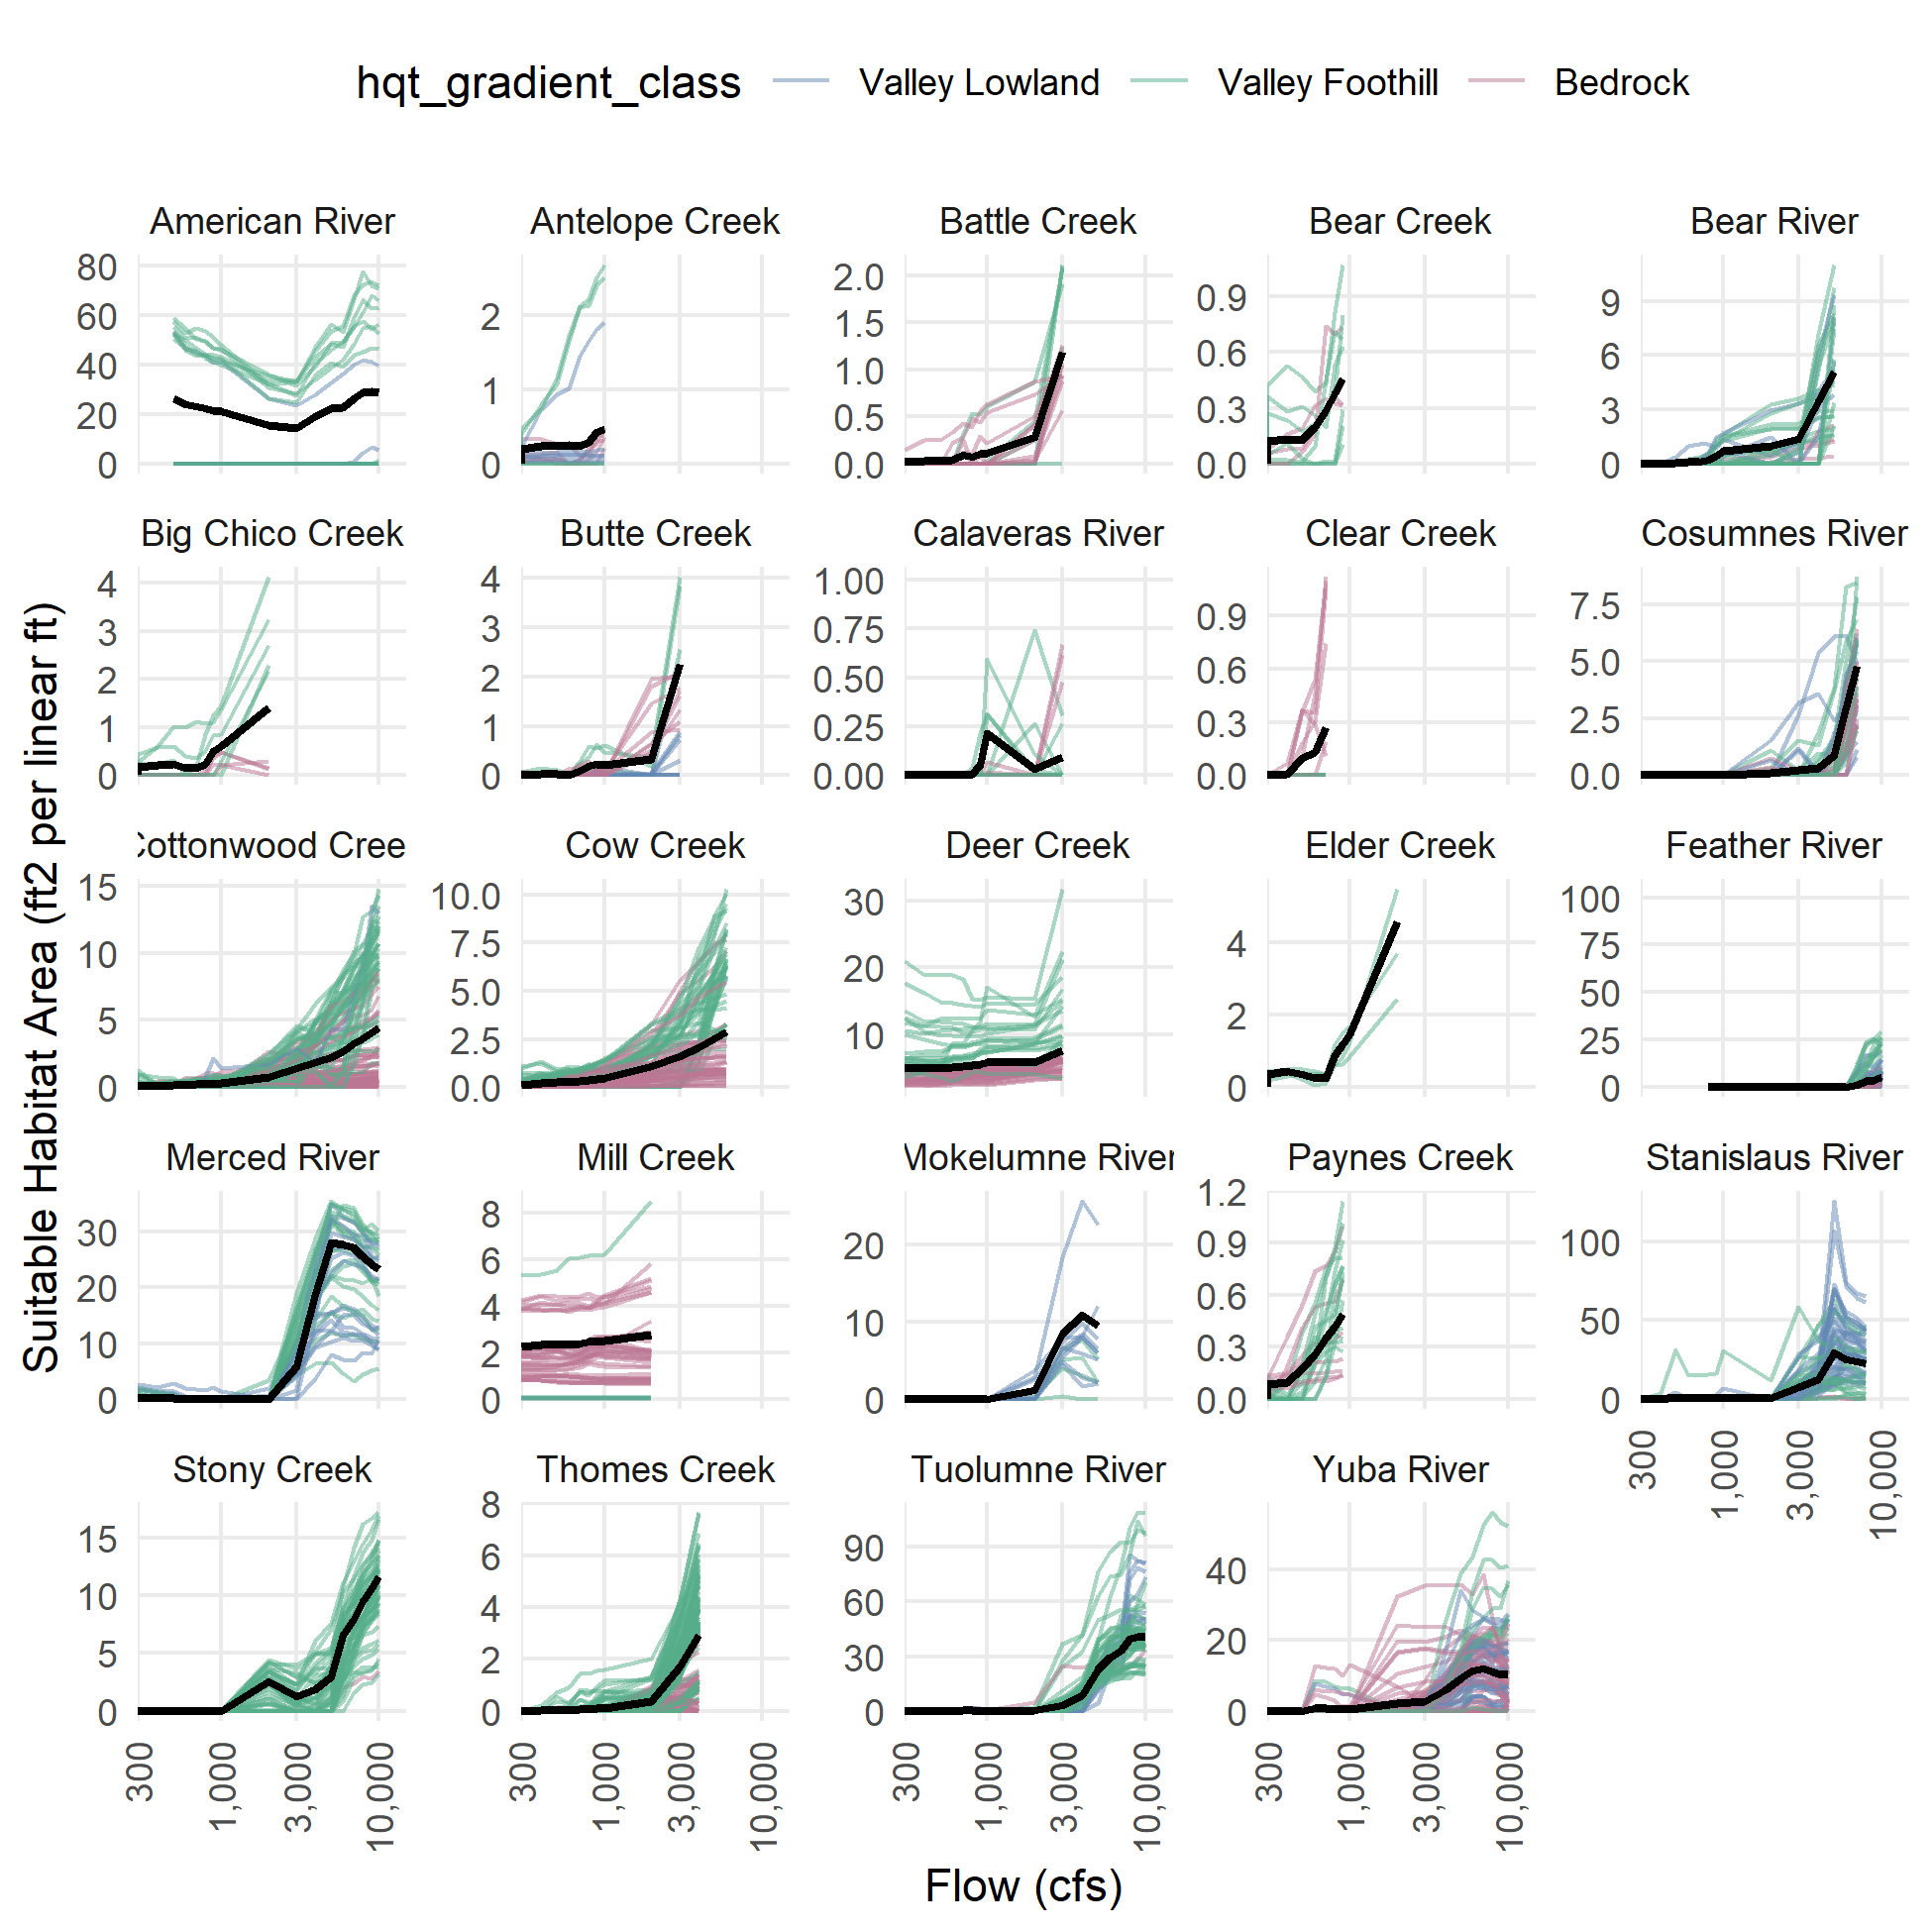 hqt_gradient_class Valley Lowland Valley Foothill Bedrock
American River Antelope Creek Battle Creek Bear Creek Bear River
80 60 40 20 0
2 1 0
2.0 1.5 1.0 0.5 0.0
0.9 0.6 0.3 0.0
9 6 3 0
Big Chico Creek Butte Creek Calaveras River Clear Creek Cosumnes River
4 3 2 1 0
4 3 2 1 0
1.00 0.75 0.50 0.25 0.00
0.9 0.6 0.3 0.0
7.5 5.0 2.5 0.0
Cottonwood Cree Cow Creek Deer Creek Elder Creek Feather River
15 10 5 0
10.0 7.5 5.0 2.5 0.0
30 20 10
4 2 0
100 75 50 25 0
Merced River Mill Creek Mokelumne River Paynes Creek Stanislaus River
30 20 10 0
8 6 4 2 0
20 10 0
1.2 0.9 0.6 0.3 0.0
100 50 0
300 1,000 3,000 10,000
Stony Creek Thomes Creek Tuolumne River Yuba River
15 10 5 0
8 6 4 2 0
90 60 30 0
40 20 0
300 1,000 3,000 10,000
300 1,000 3,000 10,000
300 1,000 3,000 10,000
300 1,000 3,000 10,000
Suitable Habitat Area (ft2 per linear ft)
Flow (cfs)